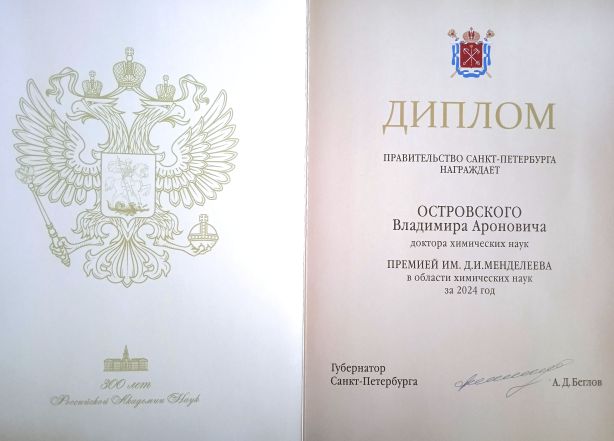 300 лет
Российской Академии Наук
ДИПЛОМ
ПРАВИТЕЛЬСТВО САНКТ-ПЕТЕРБУРГА
НАГРАЖДАЕТ
ОСТРОВСКОГО
Владимира Ароновича
доктора химических наук
ПРЕМИЕЙ ИМ. Д.И.МЕНДЕЛЕЕВА
в области химических наук
за 2024 год
Губернатор
Санкт-Петербурга
А. Д. Беглов